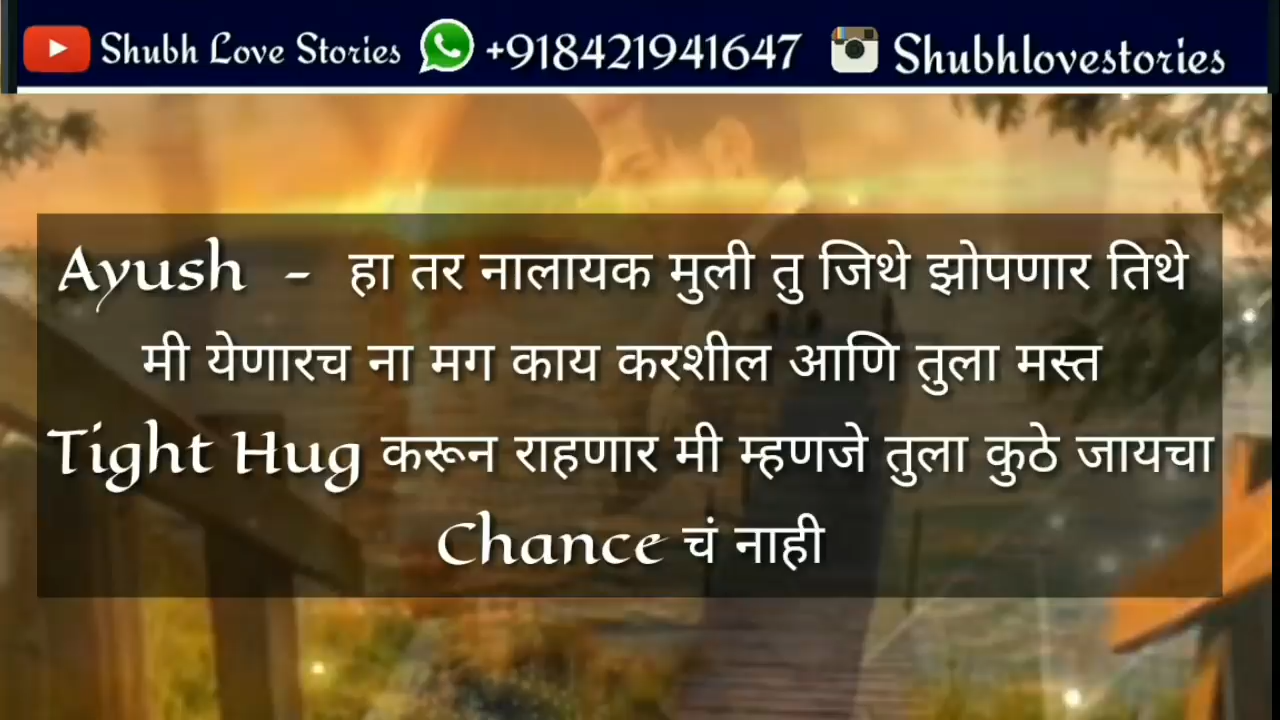 Shubh Love Stories +918421941647 Shubhlovestories
Ayush - हा तर नालायक मुली तु जिथे झोपणार तिथे
मी येणारच ना मग काय करशील आणि तुला मस्त
Tight Hug करून राहणार मी म्हणजे तुला कुठे जायचा
Chance चं नाही